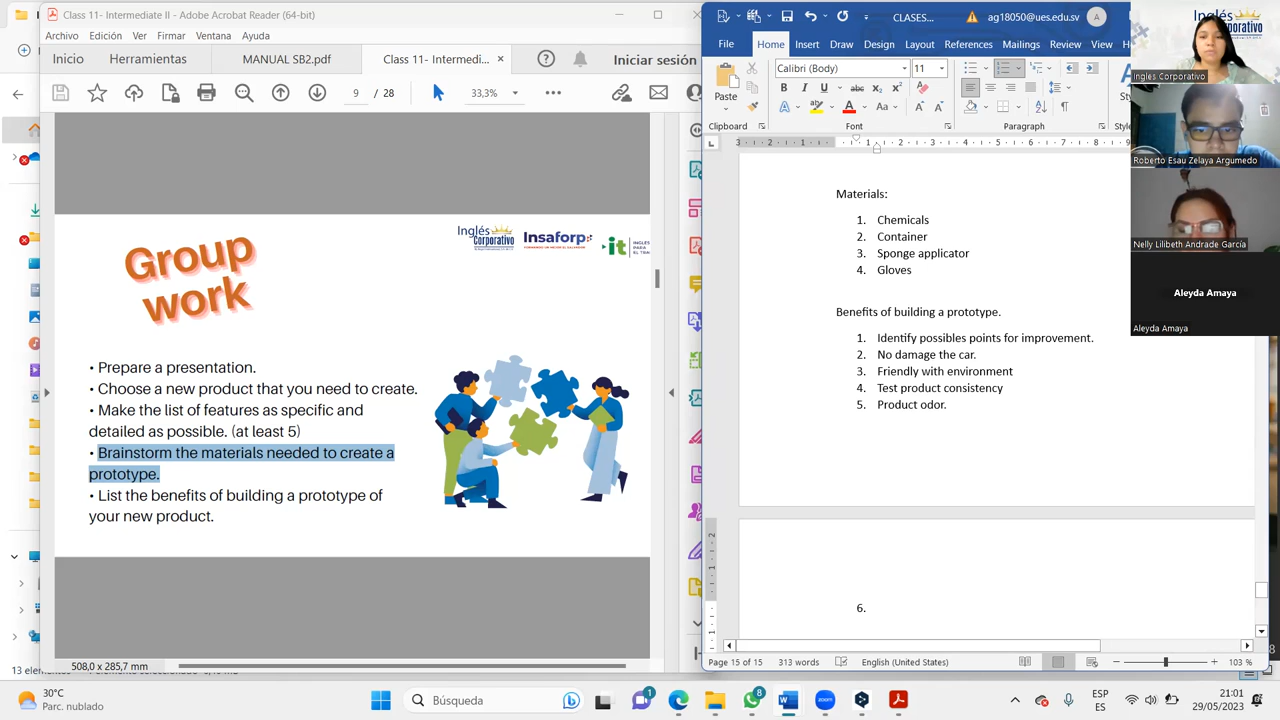 Class 11- Intermediate II - Adobe Acrobat Reader (64-bit)
Archivo Edición Ver Firmar Ventana Ayuda
Inicio Herramientas MANUAL SB2.pdf Class 11- Intermedi... Iniciar sesión
/ 28 33,3%
Group
work
Inglés
Corporativo
Insaforp
it INGLÉS
PARA
EL TRA
• Prepare a presentation.
• Choose a new product that you need to create.
• Make the list of features as specific and
detailed as possible. (at least 5)
• Brainstorm the materials needed to create a
prototype.
• List the benefits of building a prototype of
your new product.
508,0 x 285,7 mm
13 elemen
CLASES... ag18050@ues.edu.sv A
File Home Insert Draw Design Layout References Mailings Review View H
Calibri (Body) 11
Paste
Clipboard Font Paragraph
Materials:
1. Chemicals
2. Container
3. Sponge applicator
4. Gloves
Benefits of building a prototype.
1. Identify possibles points for improvement.
2. No damage the car.
3. Friendly with environment
4. Test product consistency
5. Product odor.
6.
Page 15 of 15 313 words English (United States) 103 %
Ingles Corporativo
Roberto Esau Zelaya Argumedo
Nelly Lilibeth Andrade García
Aleyda Amaya
Aleyda Amaya
30°C
Parc. nublado
Búsqueda
1
8
ESP
ES
21:01
29/05/2023